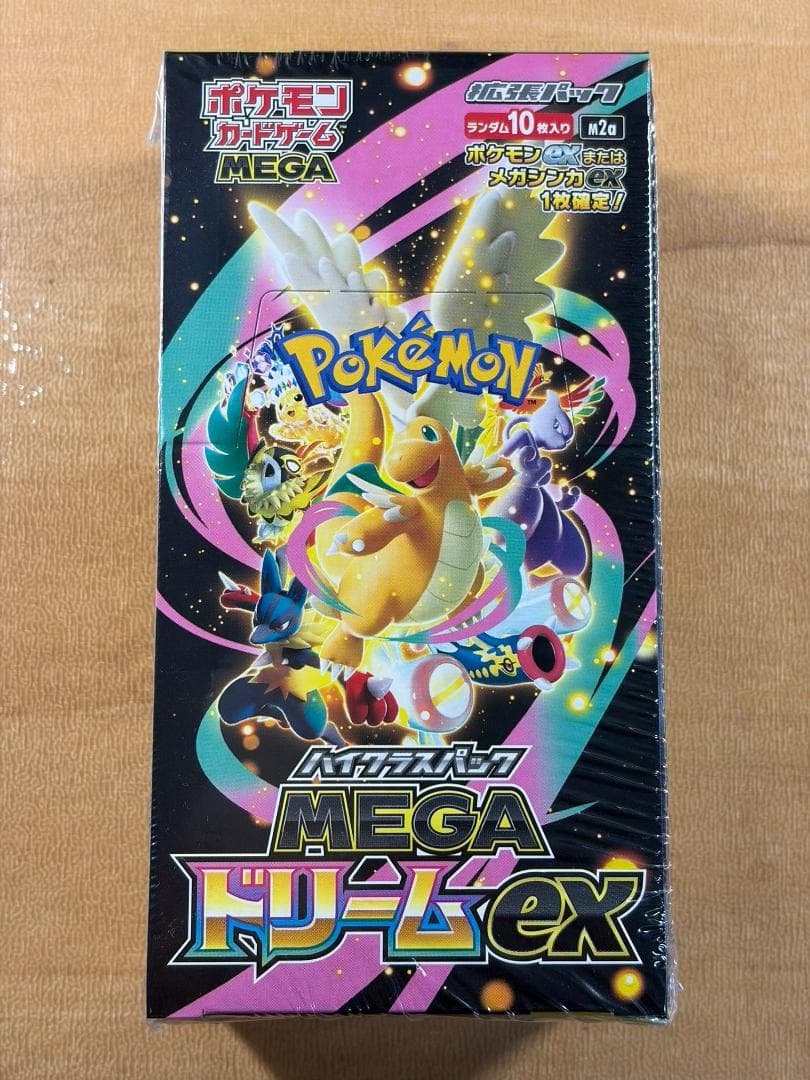 ポケモン
カードゲーム™
MEGA
拡張パック
ランダム10枚入り M2a
ポケモンexまたは
メガシンカex
1枚確定!
POKéMON™
ハイクラスパック
MEGA
ドリームex